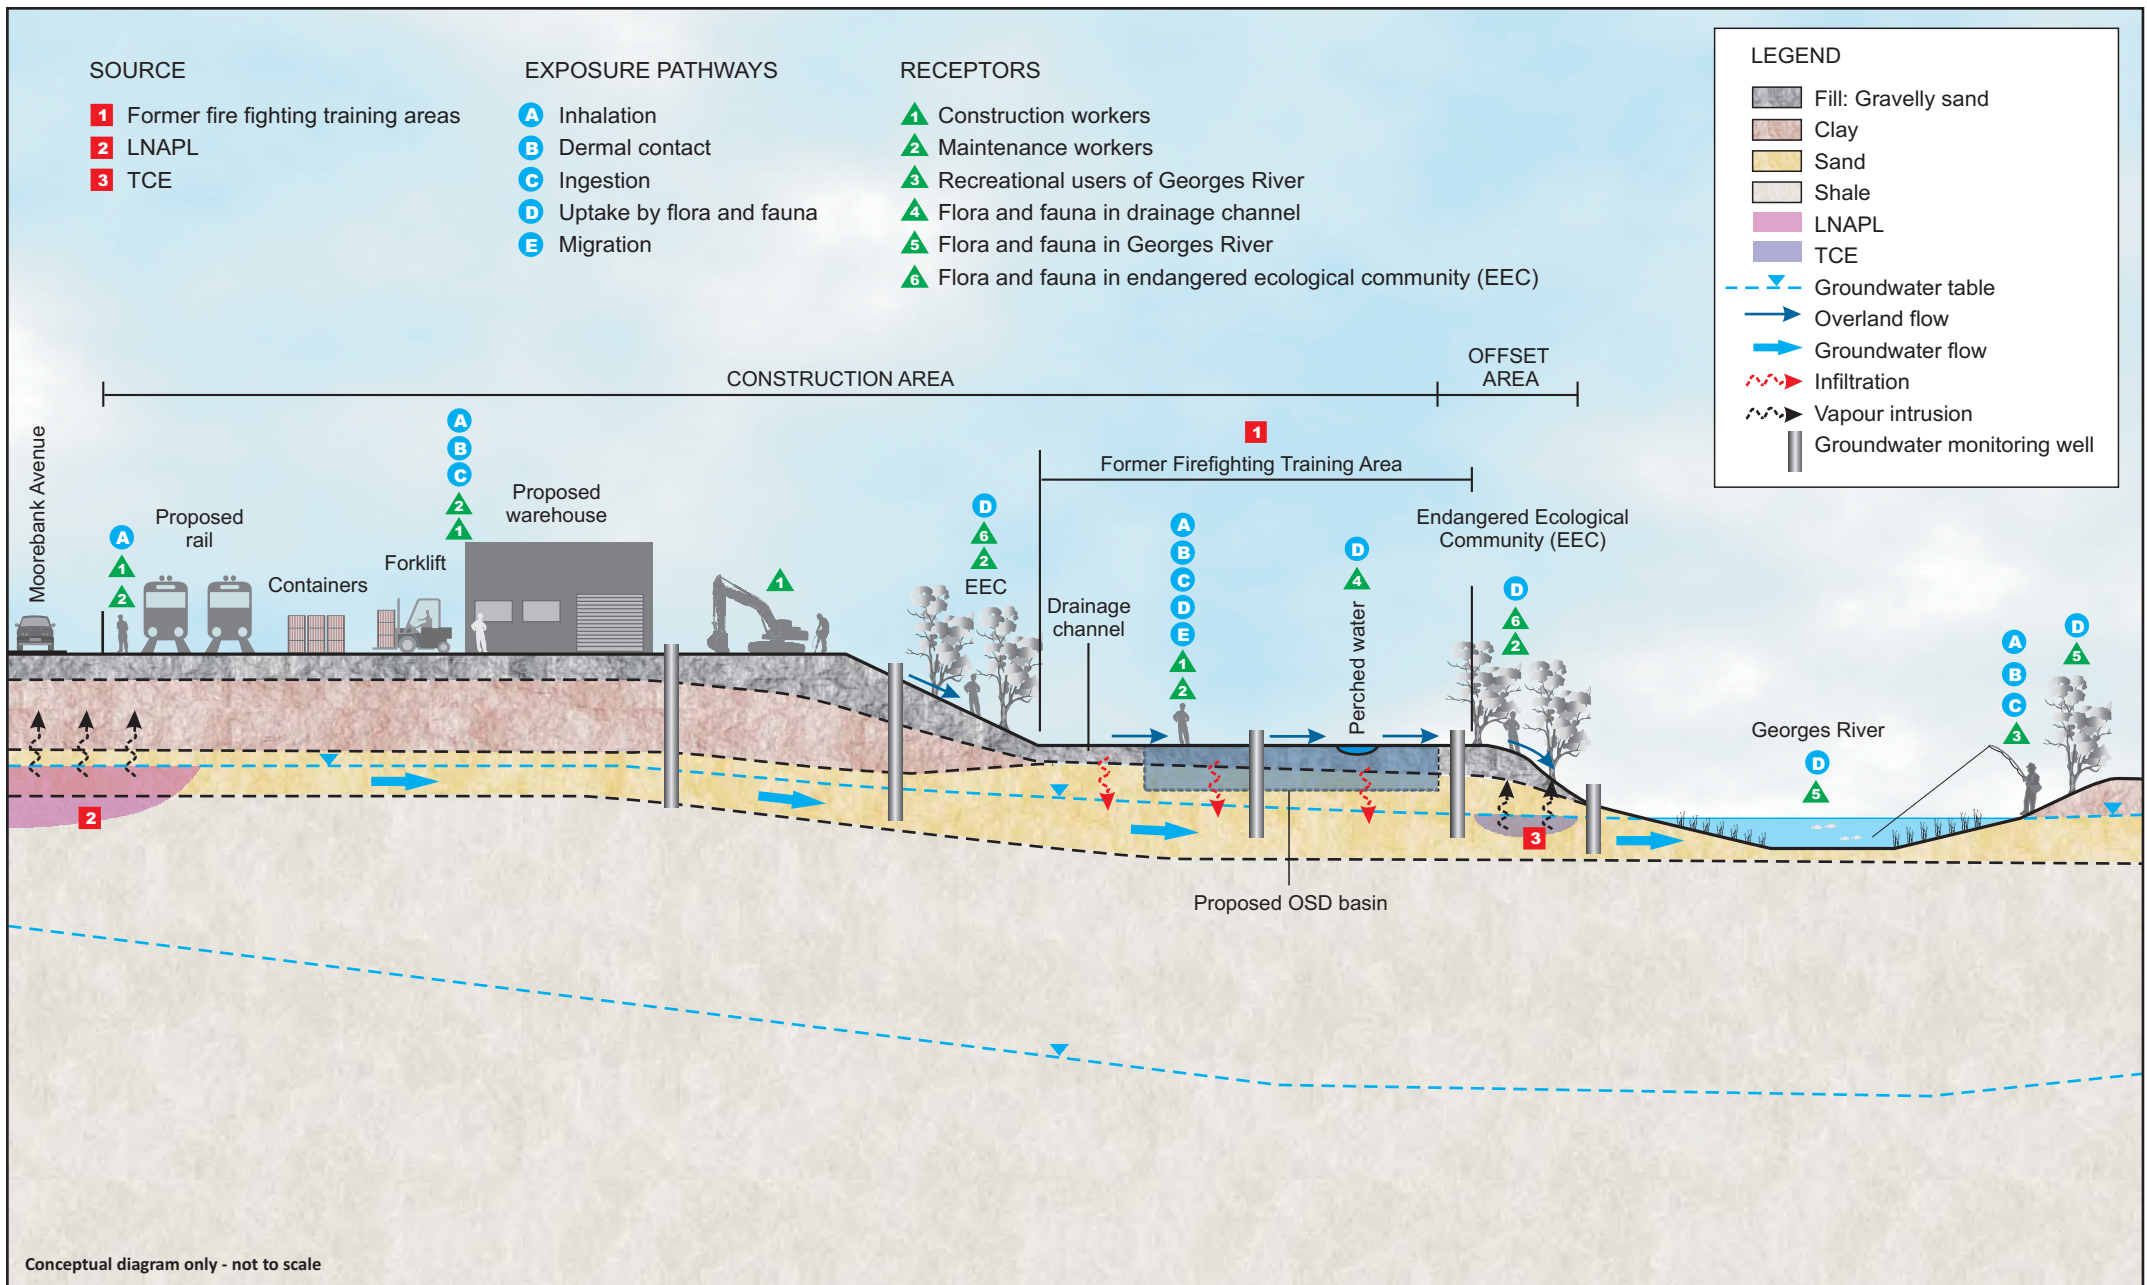 SOURCE
1 Former fire fighting training areas
2 LNAPL
3 TCE
EXPOSURE PATHWAYS
A Inhalation
B Dermal contact
C Ingestion
D Uptake by flora and fauna
E Migration
RECEPTORS
1 Construction workers
2 Maintenance workers
3 Recreational users of Georges River
4 Flora and fauna in drainage channel
5 Flora and fauna in Georges River
6 Flora and fauna in endangered ecological community (EEC)
LEGEND
Fill: Gravelly sand
Clay
Sand
Shale
LNAPL
TCE
Groundwater table
Overland flow
Groundwater flow
Infiltration
Vapour intrusion
Groundwater monitoring well
CONSTRUCTION AREA
OFFSET
AREA
Moorebank Avenue
A
1
2
Proposed
rail
Containers
Forklift
A
B
C
2
1
Proposed
warehouse
1
D
6
2
EEC
1
Former Firefighting Training Area
Drainage
channel
A
B
C
D
E
1
2
D
4
Perched water
Endangered Ecological
Community (EEC)
D
6
2
Georges River
D
5
A
B
C
3
D
5
2
3
Proposed OSD basin
Conceptual diagram only - not to scale